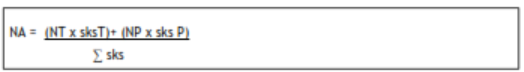 NA = (NT x sksT)+ (NP x sks P)
∑ sks